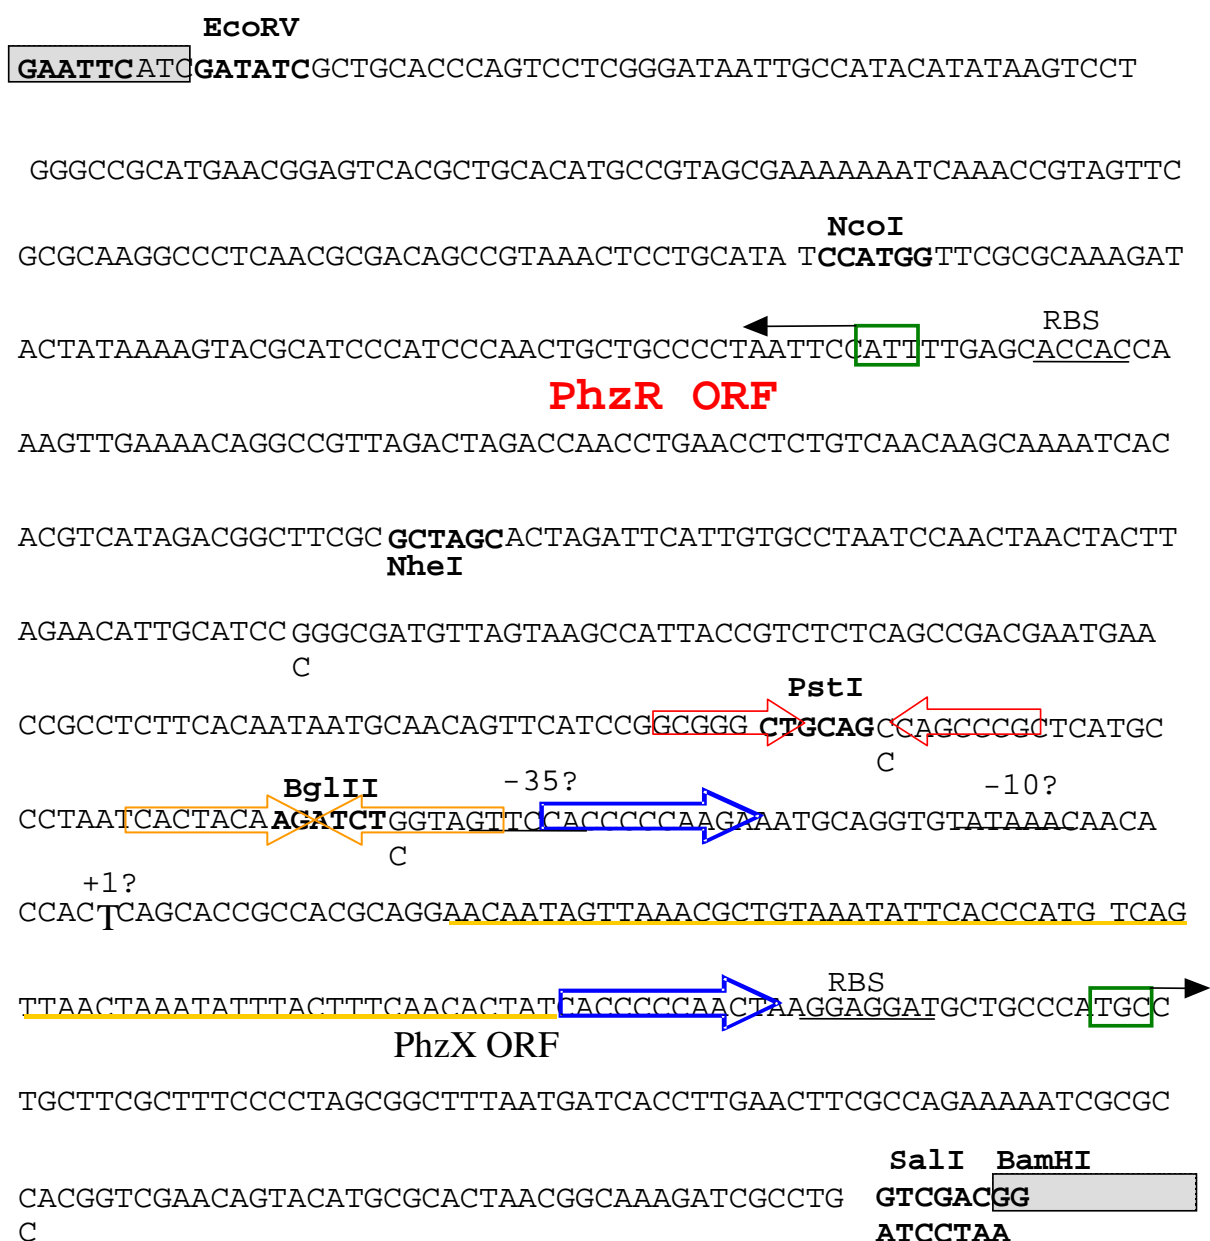 EcoRV
GAATTCATCGATATCGCTGCACCCAGTCCTCGGGATAATTGCCATACATATAAGTCCT
GGGCCGCATGAACGGAGTCACGCTGCACATGCCGTAGCGAAAAAAATCAAACCGTAGTTC
NcoI
GCGCAAGGCCCTCAACGCGACAGCCGTAAACTCCTGCATA TCCATGGTTCGCGCAAAGAT
RBS
ACTATAAAAGTACGCATCCCATCCCAACTGCTGCCCCTAATTCCATTTTGAGCACCACCA
PhzR ORF
AAGTTGAAAACAGGCCGTTAGACTAGACCAACCTGAACCTCTGTCAACAAGCAAAATCAC
ACGTCATAGACGGCTTCGC GCTAGCACTAGATTCATTGTGCCTAATCCAACTAACTACTT
NheI
AGAACATTGCATCC GGGCGATGTTAGTAAGCCATTACCGTCTCTCAGCCGACGAATGAA
C
PstI
CCGCCTCTTCACAATAATGCAACAGTTCATCCGGCGGG CTGCAGCCAGCCCGCTCATGC
C
BglII -35? -10?
CCTAATCACTACAAGATCTGGTAGTTCCACCCCCAAGAAATGCAGGTGTATAAACAACA
C
+1?
CCACTCAGCACCGCCACGCAGGAACAATAGTTAAACGCTGTAAATATTCACCCATG TCAG
RBS
TTAACTAAATATTTACTTTCAACACTATCACCCCCAACTAAGGAGGATGCTGCCCATGCC
PhzX ORF
TGCTTCGCTTTCCCCTAGCGGCTTTAATGATCACCTTGAACTTCGCCAGAAAAATCGCGC
SalI BamHI
CACGGTCGAACAGTACATGCGCACTAACGGCAAAGATCGCCTG GTCGACGG
C ATCCTAA